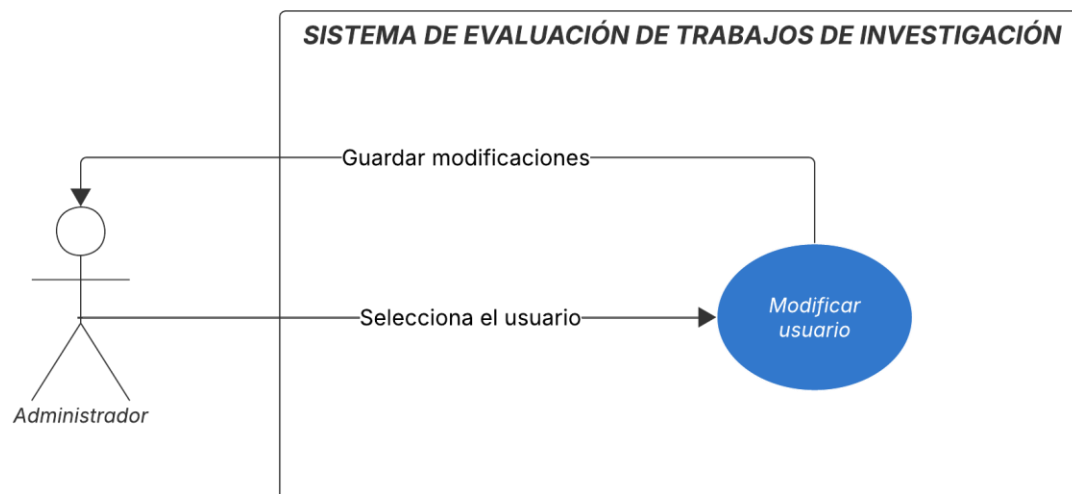 SISTEMA DE EVALUACIÓN DE TRABAJOS DE INVESTIGACIÓN
Guardar modificaciones
Selecciona el usuario
Modificar
usuario
Administrador